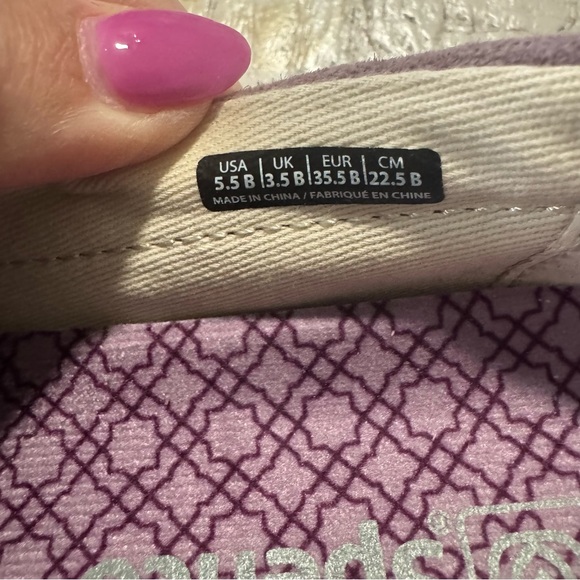 USA | UK | EUR | CM
5.5 B | 3.5 B | 35.5 B | 22.5 B
MADE IN CHINA / FABRIQUÉ EN CHINE